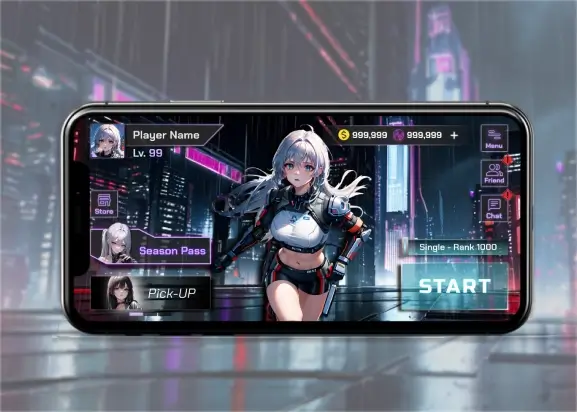 Player Name
Lv. 99
999,999
999,999
+
Menu
Friend
Chat
Store
Season Pass
Pick-UP
Single - Rank 1000
START